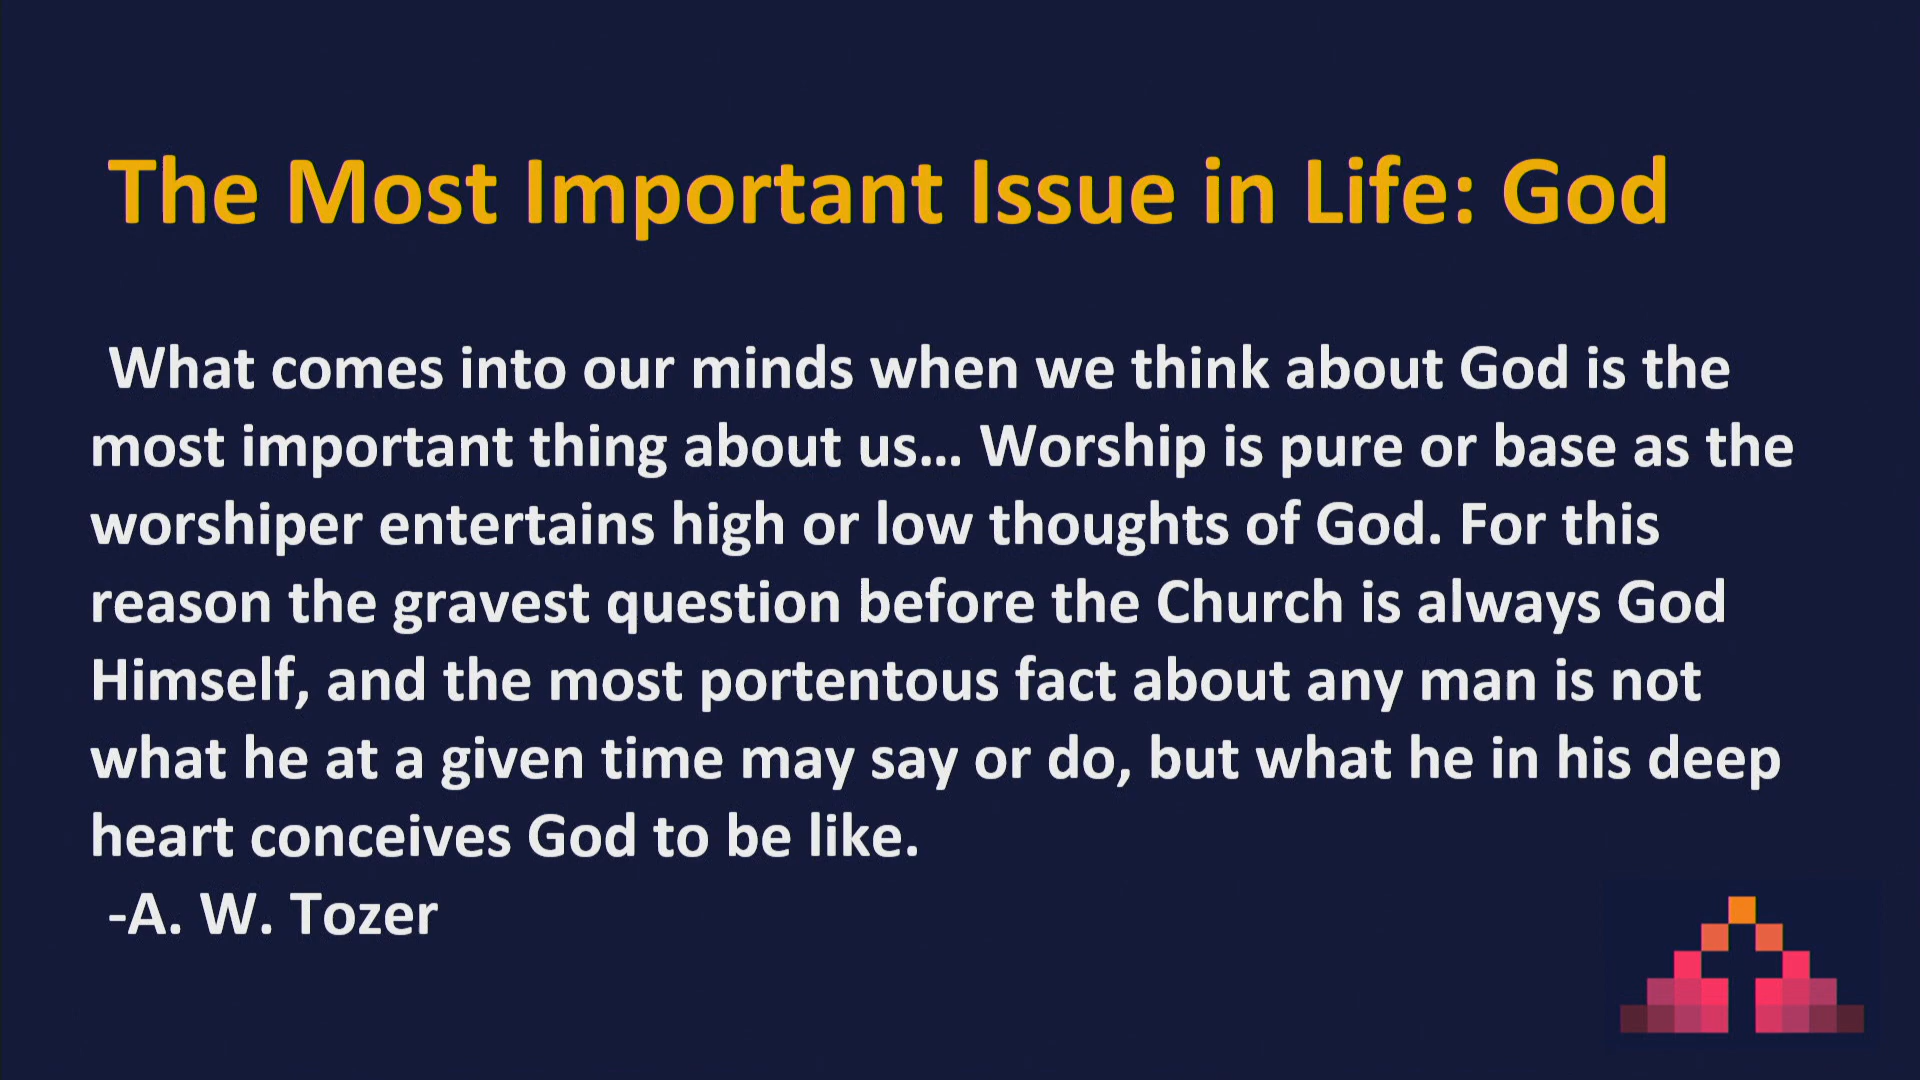 The Most Important Issue in Life: God
What comes into our minds when we think about God is the
most important thing about us... Worship is pure or base as the
worshiper entertains high or low thoughts of God. For this
reason the gravest question before the Church is always God
Himself, and the most portentous fact about any man is not
what he at a given time may say or do, but what he in his deep
heart conceives God to be like.
-A. W. Tozer